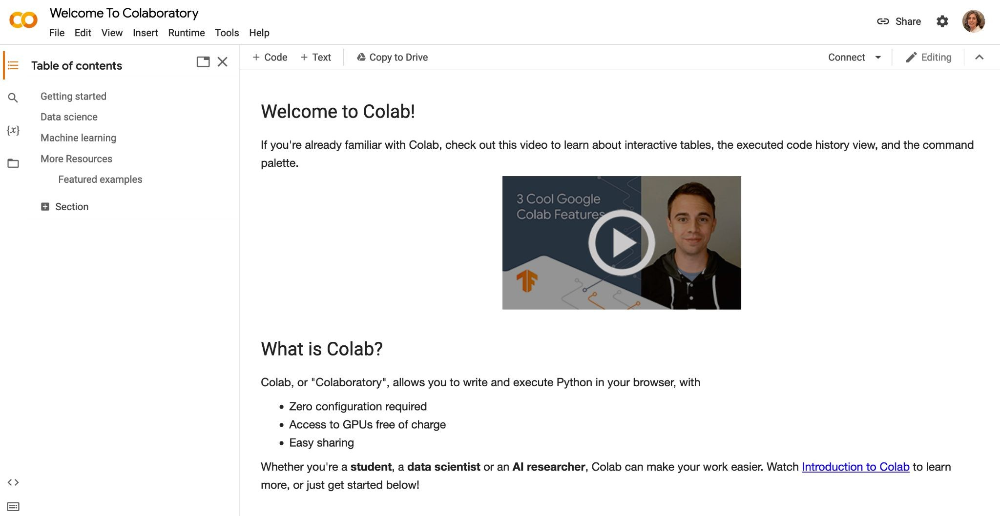 Welcome To Colaboratory
File Edit View Insert Runtime Tools Help
Share
Table of contents
Getting started
Data science
Machine learning
More Resources
Featured examples
Section
{x}
+ Code + Text Copy to Drive
Connect
Editing
Welcome to Colab!
If you're already familiar with Colab, check out this video to learn about interactive tables, the executed code history view, and the command
palette.
3 Cool Google
Colab Features
What is Colab?
Colab, or "Colaboratory", allows you to write and execute Python in your browser, with
• Zero configuration required
• Access to GPUs free of charge
• Easy sharing
Whether you're a student, a data scientist or an AI researcher, Colab can make your work easier. Watch Introduction to Colab to learn
more, or just get started below!